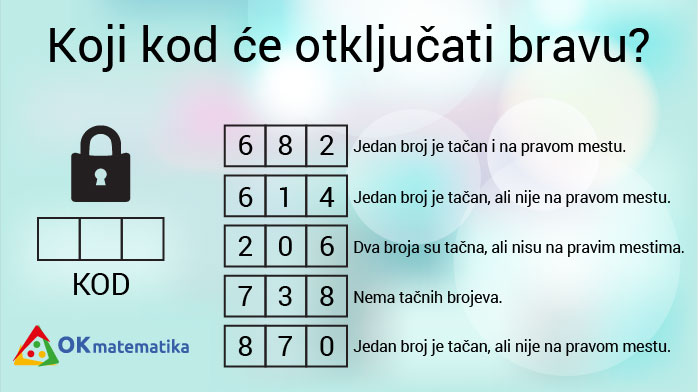 Koji kod će otključati bravu?
6 8 2 Jedan broj je tačan i na pravom mestu.
6 1 4 Jedan broj je tačan, ali nije na pravom mestu.
2 0 6 Dva broja su tačna, ali nisu na pravim mestima.
7 3 8 Nema tačnih brojeva.
8 7 0 Jedan broj je tačan, ali nije na pravom mestu.
KOD
OKmatematika